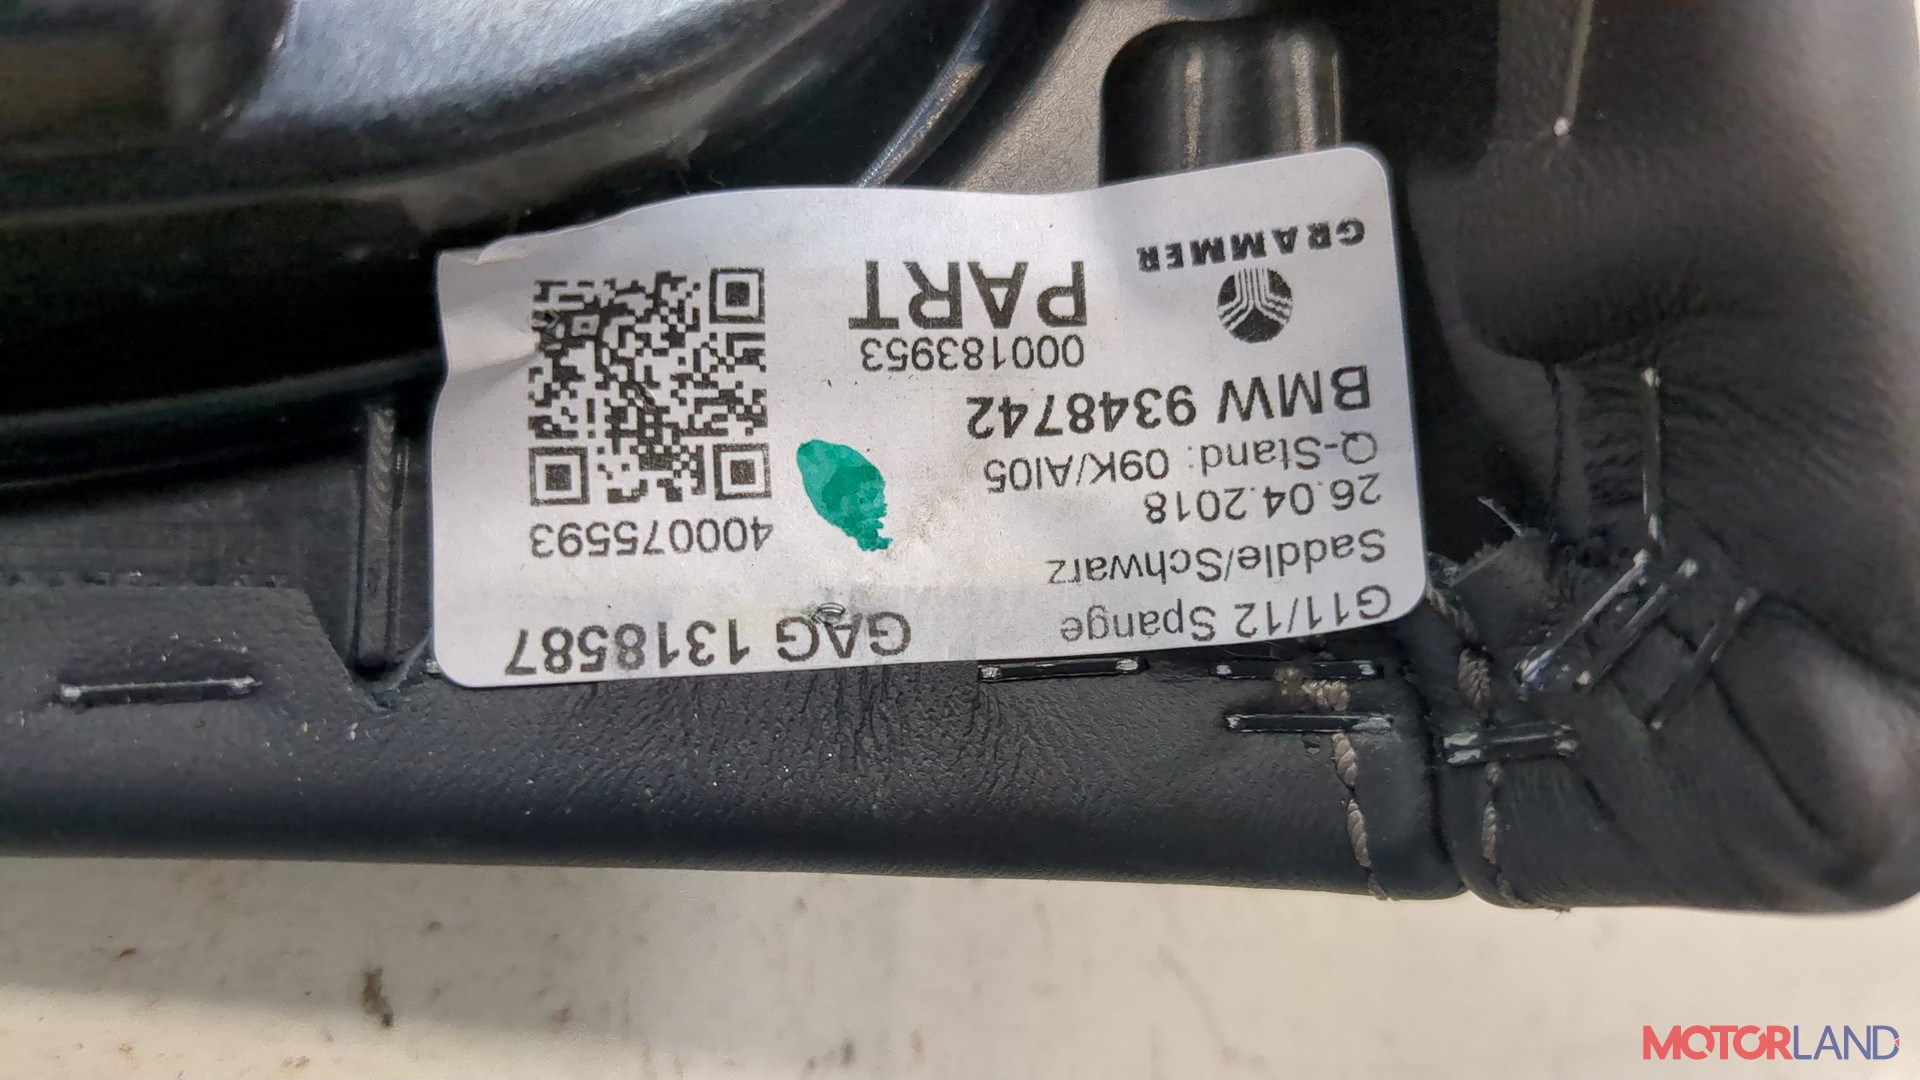 G11/12 Spange
Saddle/Schwarz
26.04.2018
Q-Stand: 09K/AI05
BMW 9348742
GRAMMER
GAG 1318587
400075593
000183953
PART
MOTORLAND